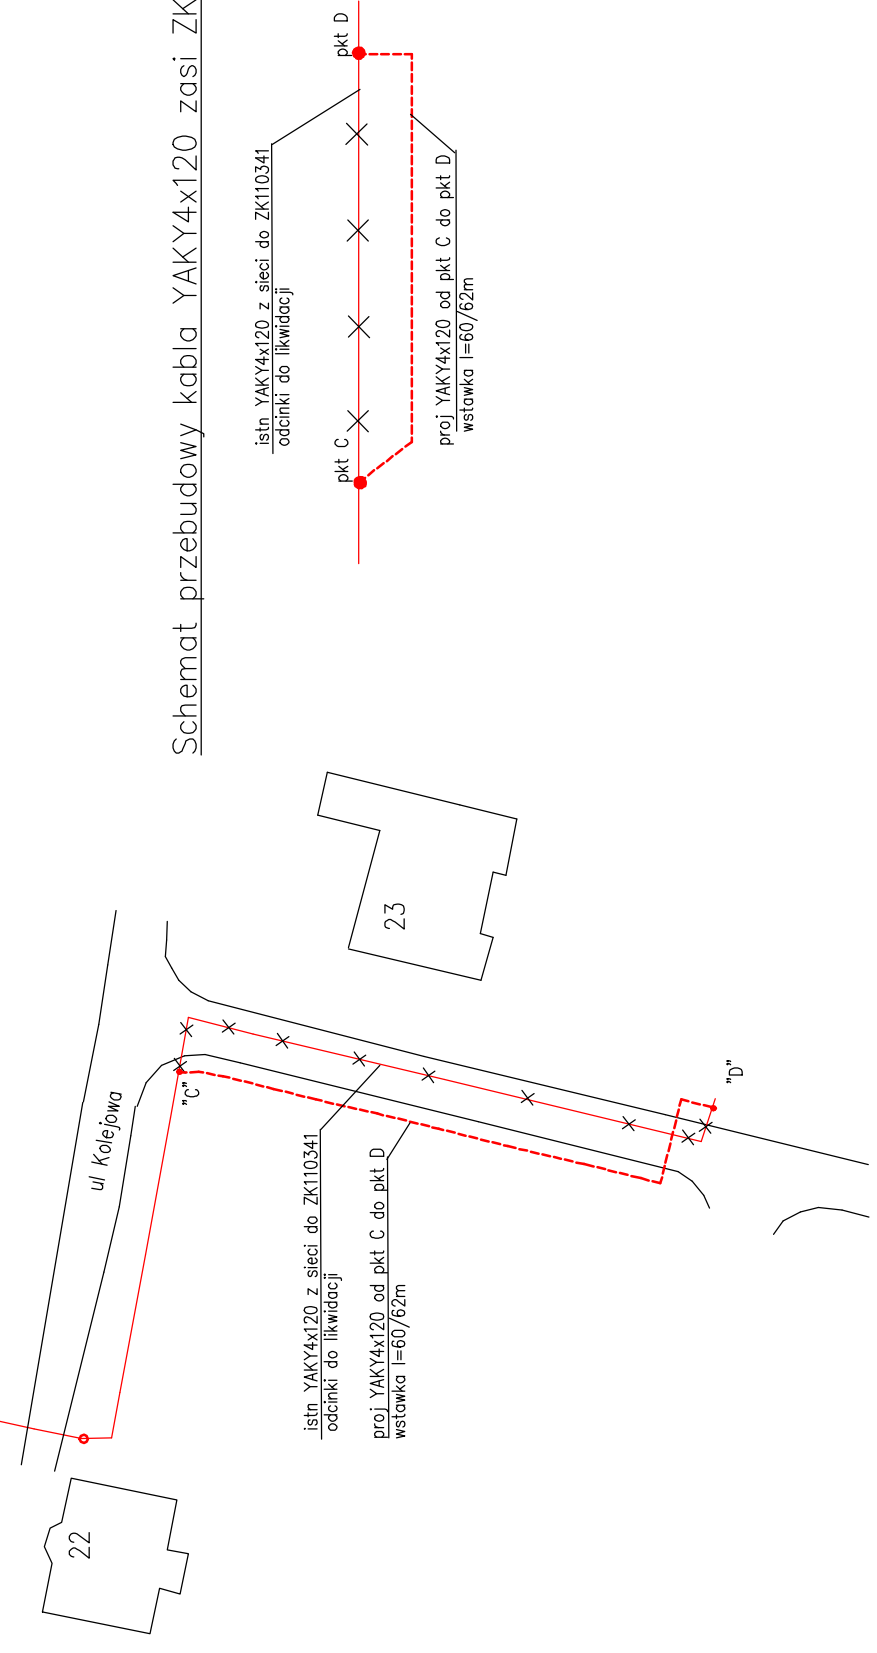 Schemat przebudowy kabla YAKY4x120 zasi ZK
istn YAKY4x120 z sieci do ZK110341
odcinki do likwidacji
pkt C
pkt D
proj YAKY4x120 od pkt C do pkt D
wstawka l=60/62m
ul Kolejowa
22
23
"C"
"D"
istn YAKY4x120 z sieci do ZK110341
odcinki do likwidacji
proj YAKY4x120 od pkt C do pkt D
wstawka l=60/62m